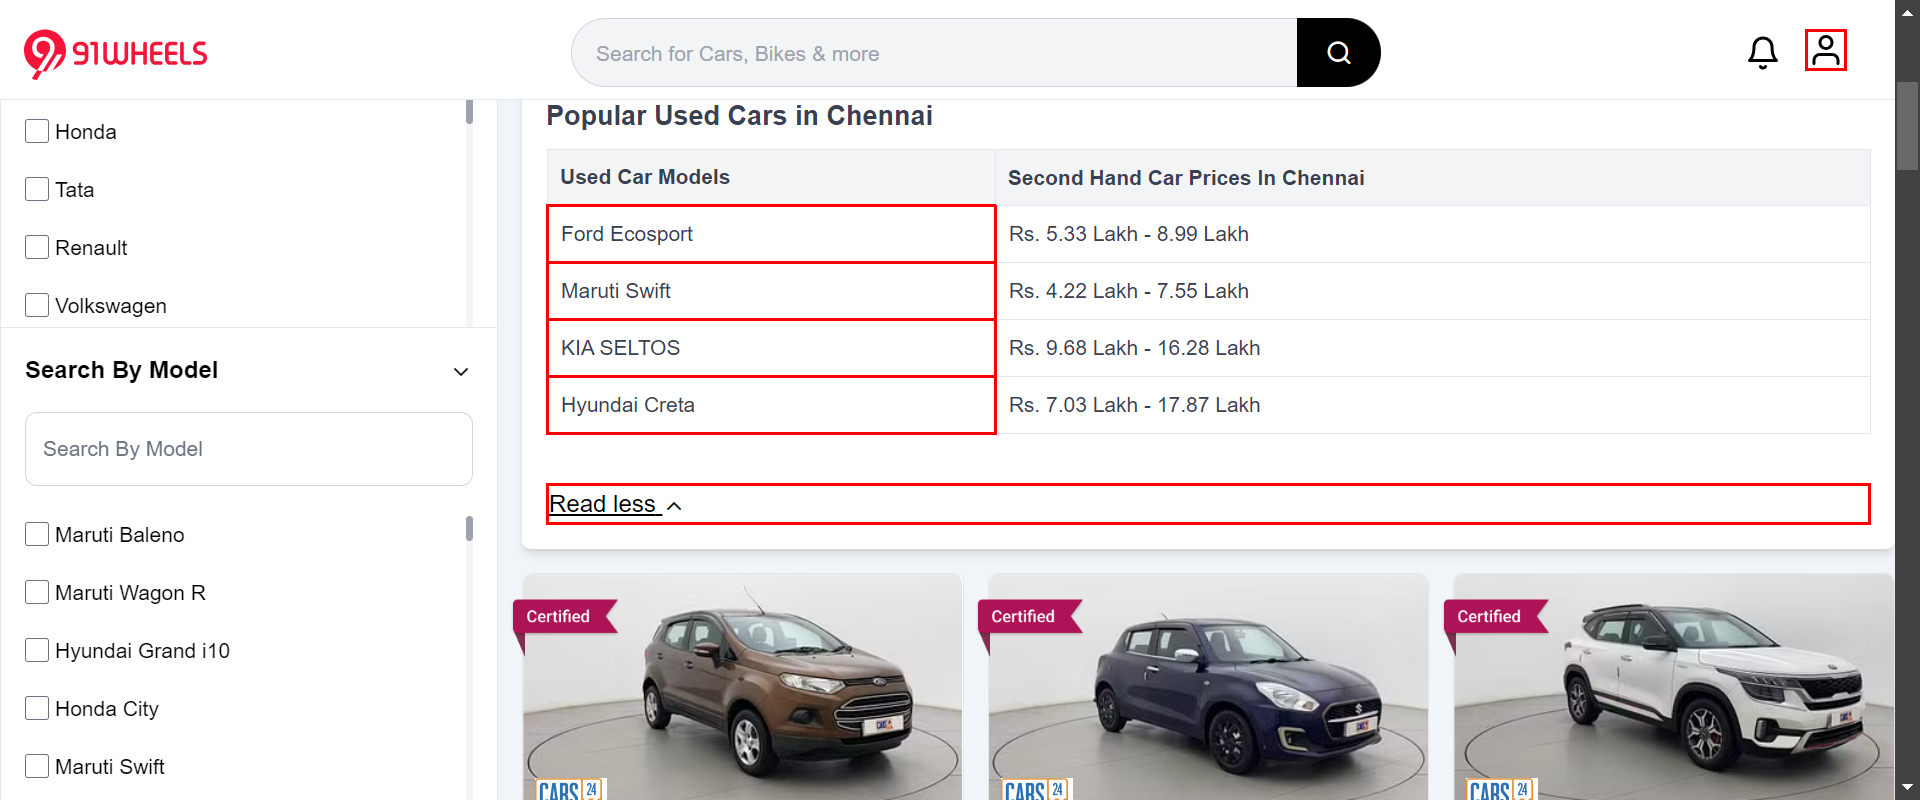 91WHEELS
Search for Cars, Bikes & more
Honda
Tata
Renault
Volkswagen
Search By Model
Search By Model
Maruti Baleno
Maruti Wagon R
Hyundai Grand i10
Honda City
Maruti Swift
Popular Used Cars in Chennai
Used Car Models Second Hand Car Prices In Chennai
Ford Ecosport Rs. 5.33 Lakh - 8.99 Lakh
Maruti Swift Rs. 4.22 Lakh - 7.55 Lakh
KIA SELTOS Rs. 9.68 Lakh - 16.28 Lakh
Hyundai Creta Rs. 7.03 Lakh - 17.87 Lakh
Read less
Certified Certified Certified
CARS 24 CARS 24 CARS 24